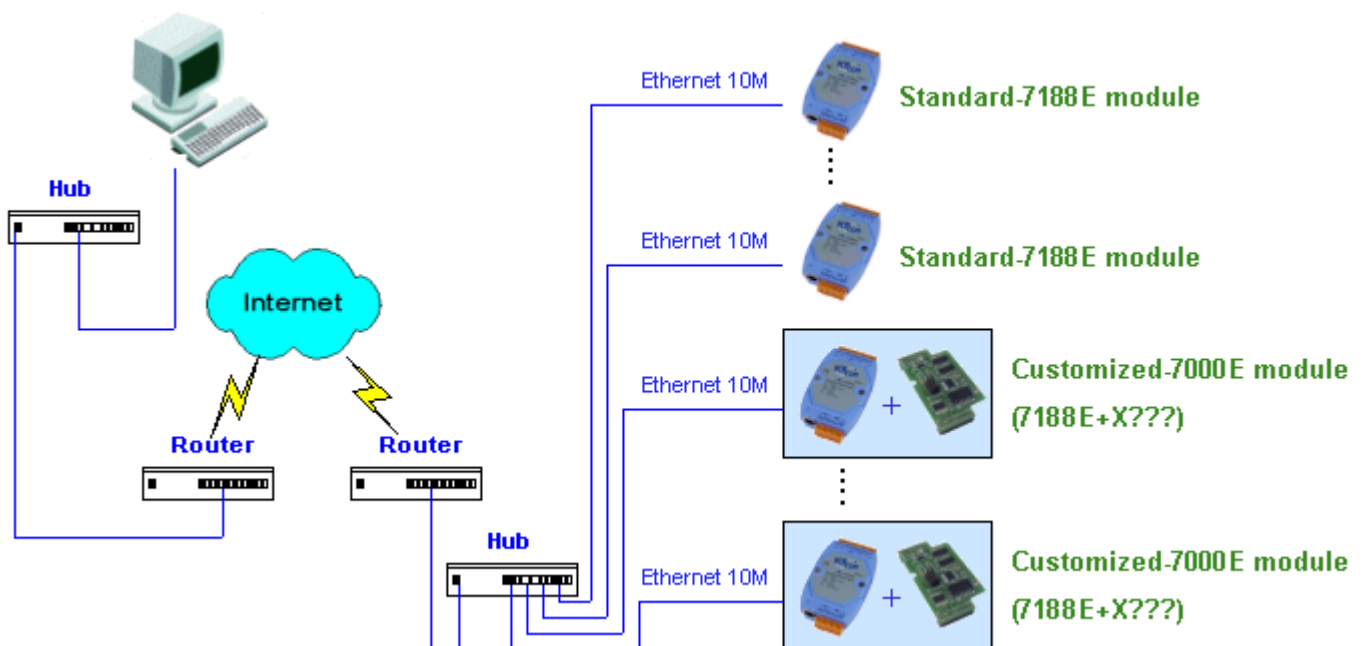 Ethernet 10M
Standard-7188E module
Hub
Ethernet 10M
Standard-7188E module
Internet
Ethernet 10M
Customized-7000E module
(7188E+X???)
+
Router
Router
Hub
Ethernet 10M
Customized-7000E module
(7188E+X???)
+